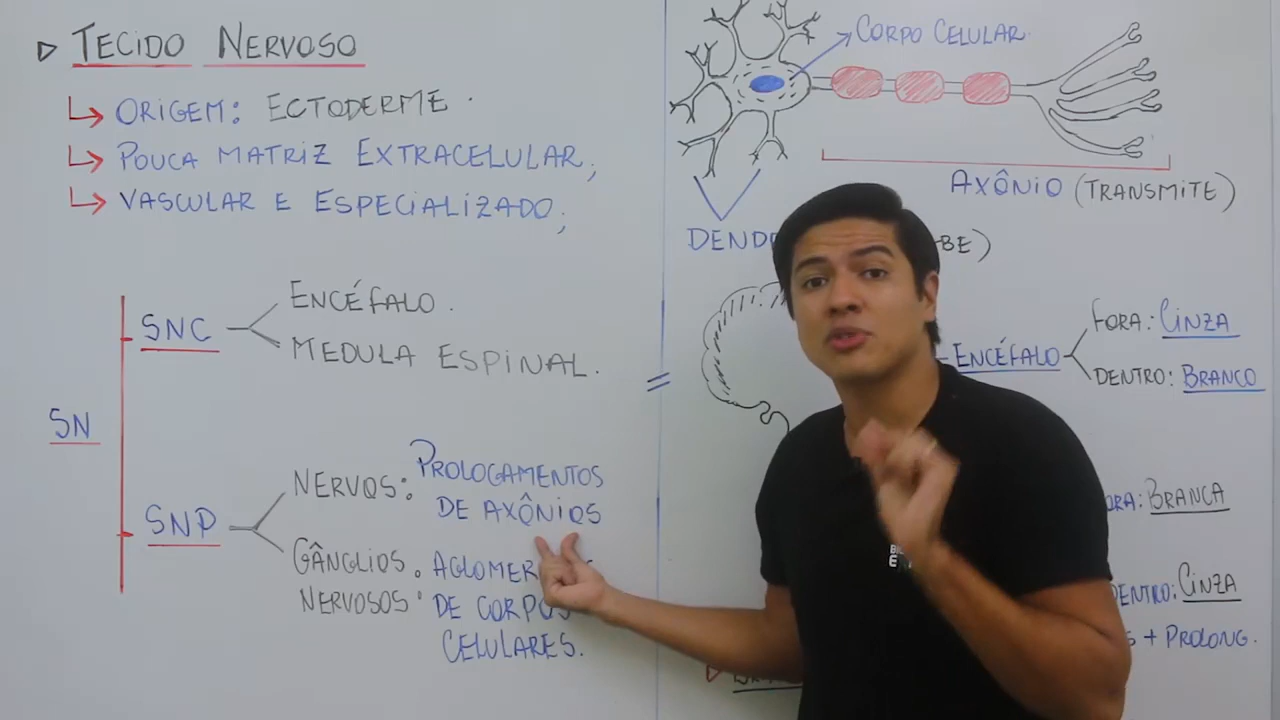 TECIDO NERVOSO
ORIGEM: ECTODERME.
POUCA MATRIZ EXTRACELULAR;
VASCULAR E ESPECIALIZADO;
SN
SNC
ENCÉFALO.
MEDULA ESPINAL.
SNP
NERVOS: PROLOGAMENTOS
DE AXÔNIOS
GÂNGLIOS
NERVOSOS:
DE CORPOS
CELULARES.
CORPO CELULAR
AXÔNIO (TRANSMITE)
ENCÉFALO
FORA: CINZA
DENTRO: BRANCO
BRANCA
DENTRO: CINZA
+ PROLONG.